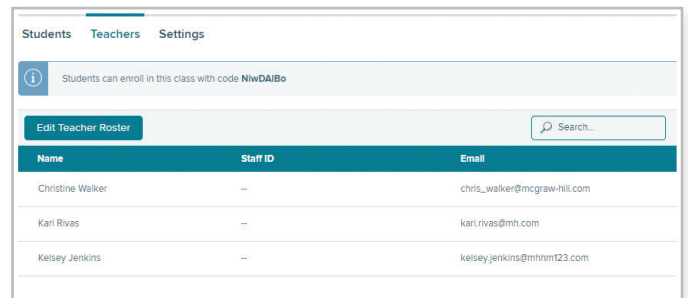 Students Teachers Settings
Students can enroll in this class with code NiwDAlBo
Edit Teacher Roster Search...
Name Staff ID Email
Christine Walker -- chris_walker@mcgraw-hill.com
Kari Rivas -- kari.rivas@mh.com
Kelsey Jenkins -- kelsey.jenkins@mhhm123.com